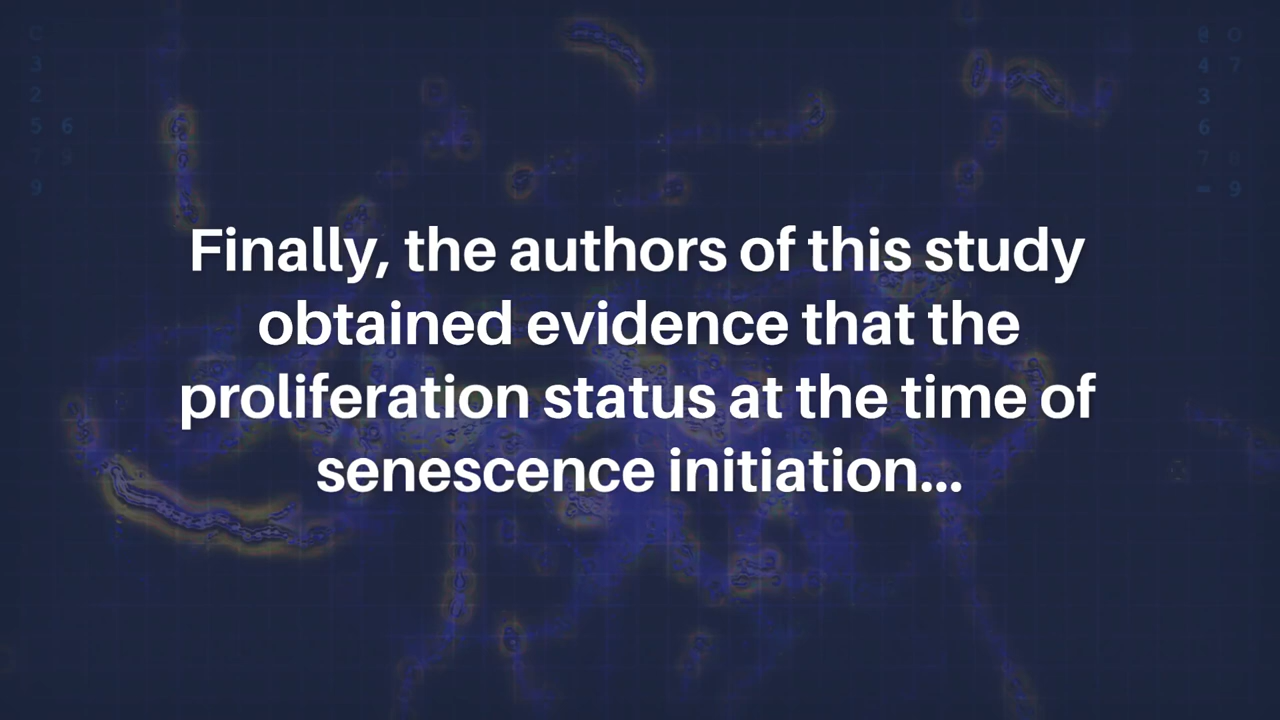 Finally, the authors of this study
obtained evidence that the
proliferation status at the time of
senescence initiation...